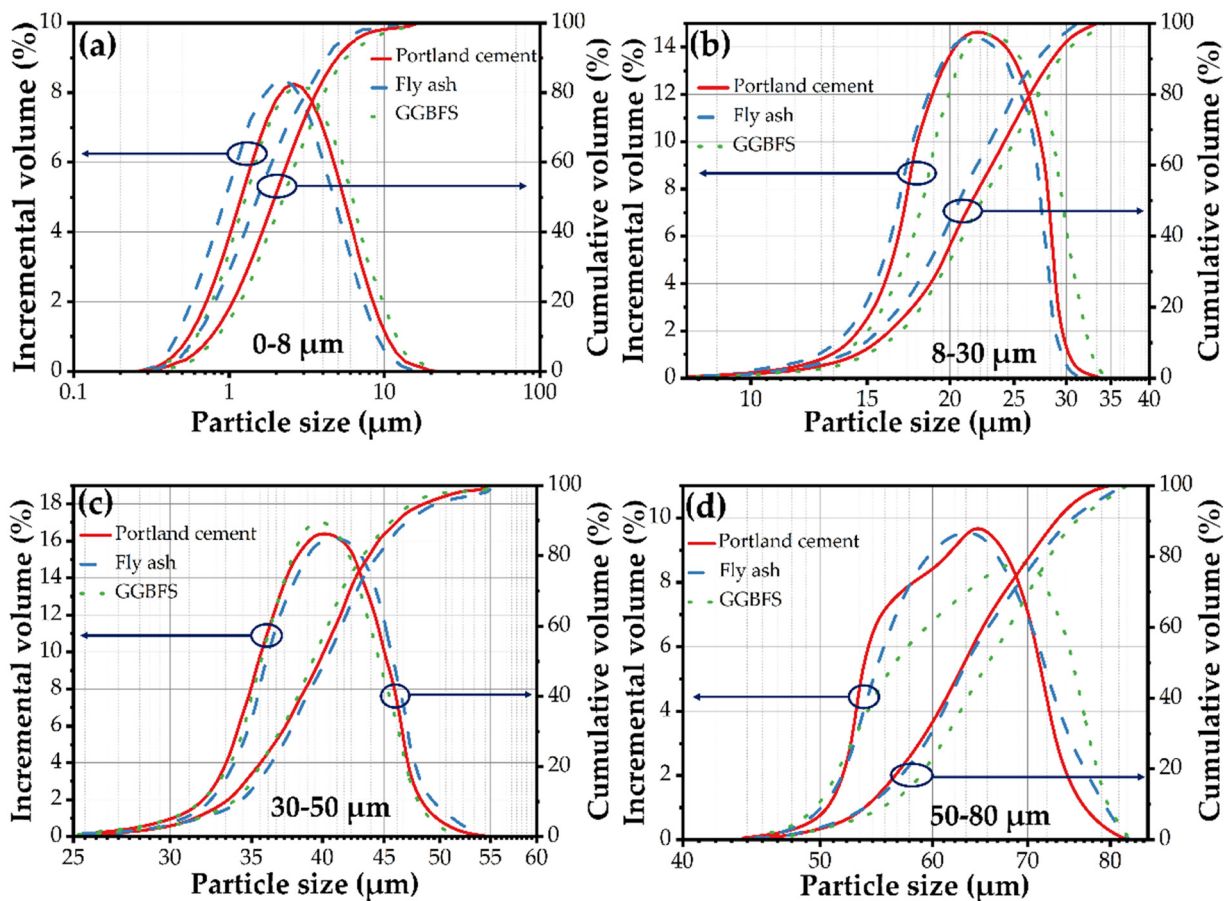 (a)
Incremental volume (%)
10
8
6
4
2
0
Portland cement
Fly ash
GGBFS
0-8 μm
100
80
60
40
20
0
Cumulative volume (%)
0.1 1 10 100
Particle size (μm)
(b)
Incremental volume (%)
14
12
10
8
6
4
2
0
Portland cement
Fly ash
GGBFS
8-30 μm
100
80
60
40
20
0
Cumulative volume (%)
10 15 20 25 30 35 40
Particle size (μm)
(c)
Incremental volume (%)
18
16
14
12
10
8
6
4
2
0
Portland cement
Fly ash
GGBFS
30-50 μm
100
80
60
40
20
0
Cumulative volume (%)
25 30 35 40 45 50 55 60
Particle size (μm)
(d)
Incremental volume (%)
10
8
6
4
2
0
Portland cement
Fly ash
GGBFS
50-80 μm
100
80
60
40
20
0
Cumulative volume (%)
40 50 60 70 80
Particle size (μm)